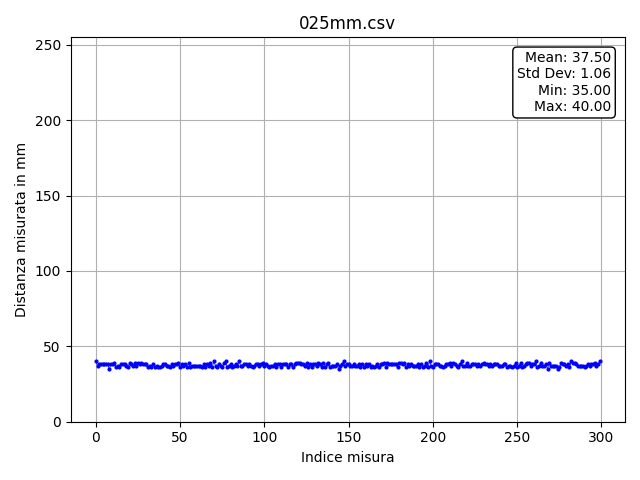 025mm.csv
250
200
150
100
50
0
Distanza misurata in mm
Mean: 37.50
Std Dev: 1.06
Min: 35.00
Max: 40.00
0 50 100 150 200 250 300
Indice misura